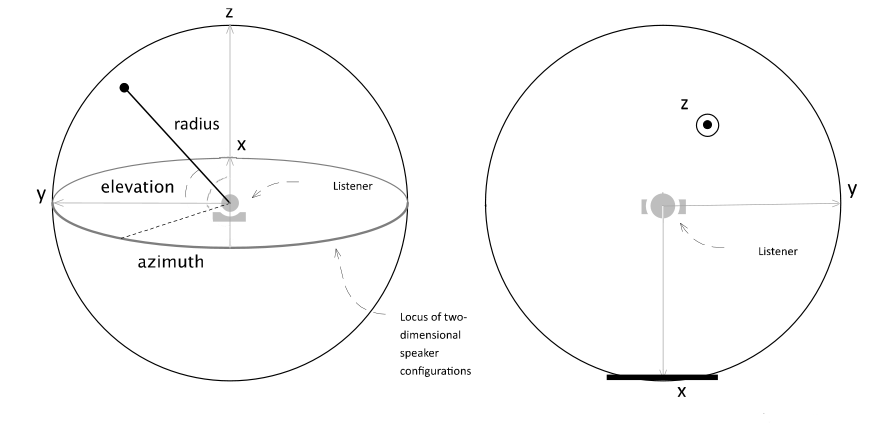 z
radius
x
y
elevation
Listener
azimuth
Locus of two-
dimensional
speaker
configurations
z
y
Listener
x